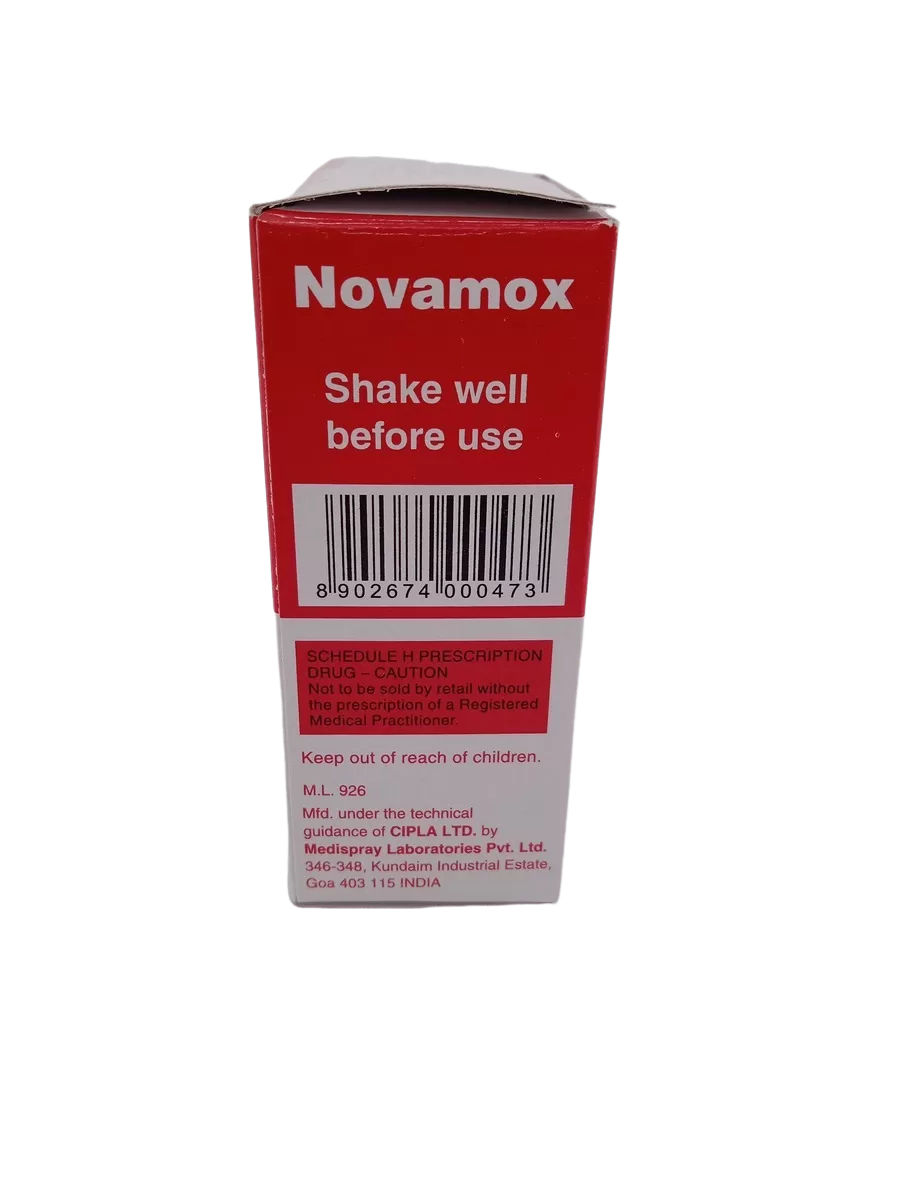 Novamox
Shake well
before use
8 902674 000473
SCHEDULE H PRESCRIPTION
DRUG – CAUTION
Not to be sold by retail without
the prescription of a Registered
Medical Practitioner.
Keep out of reach of children.
M.L. 926
Mfd. under the technical
guidance of CIPLA LTD. by
Medispray Laboratories Pvt. Ltd.
346-348, Kundaim Industrial Estate,
Goa 403 115 INDIA